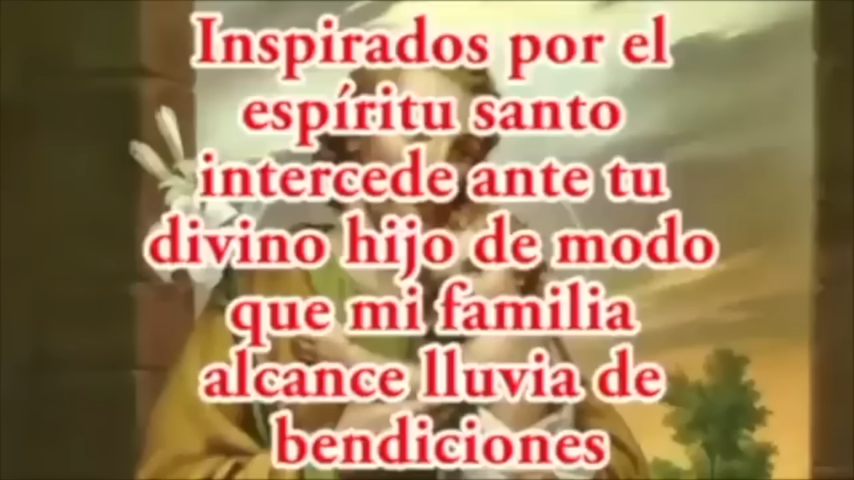 Inspirados por el
espíritu santo
intercede ante tu
divino hijo de modo
que mi familia
alcance lluvia de
bendiciones